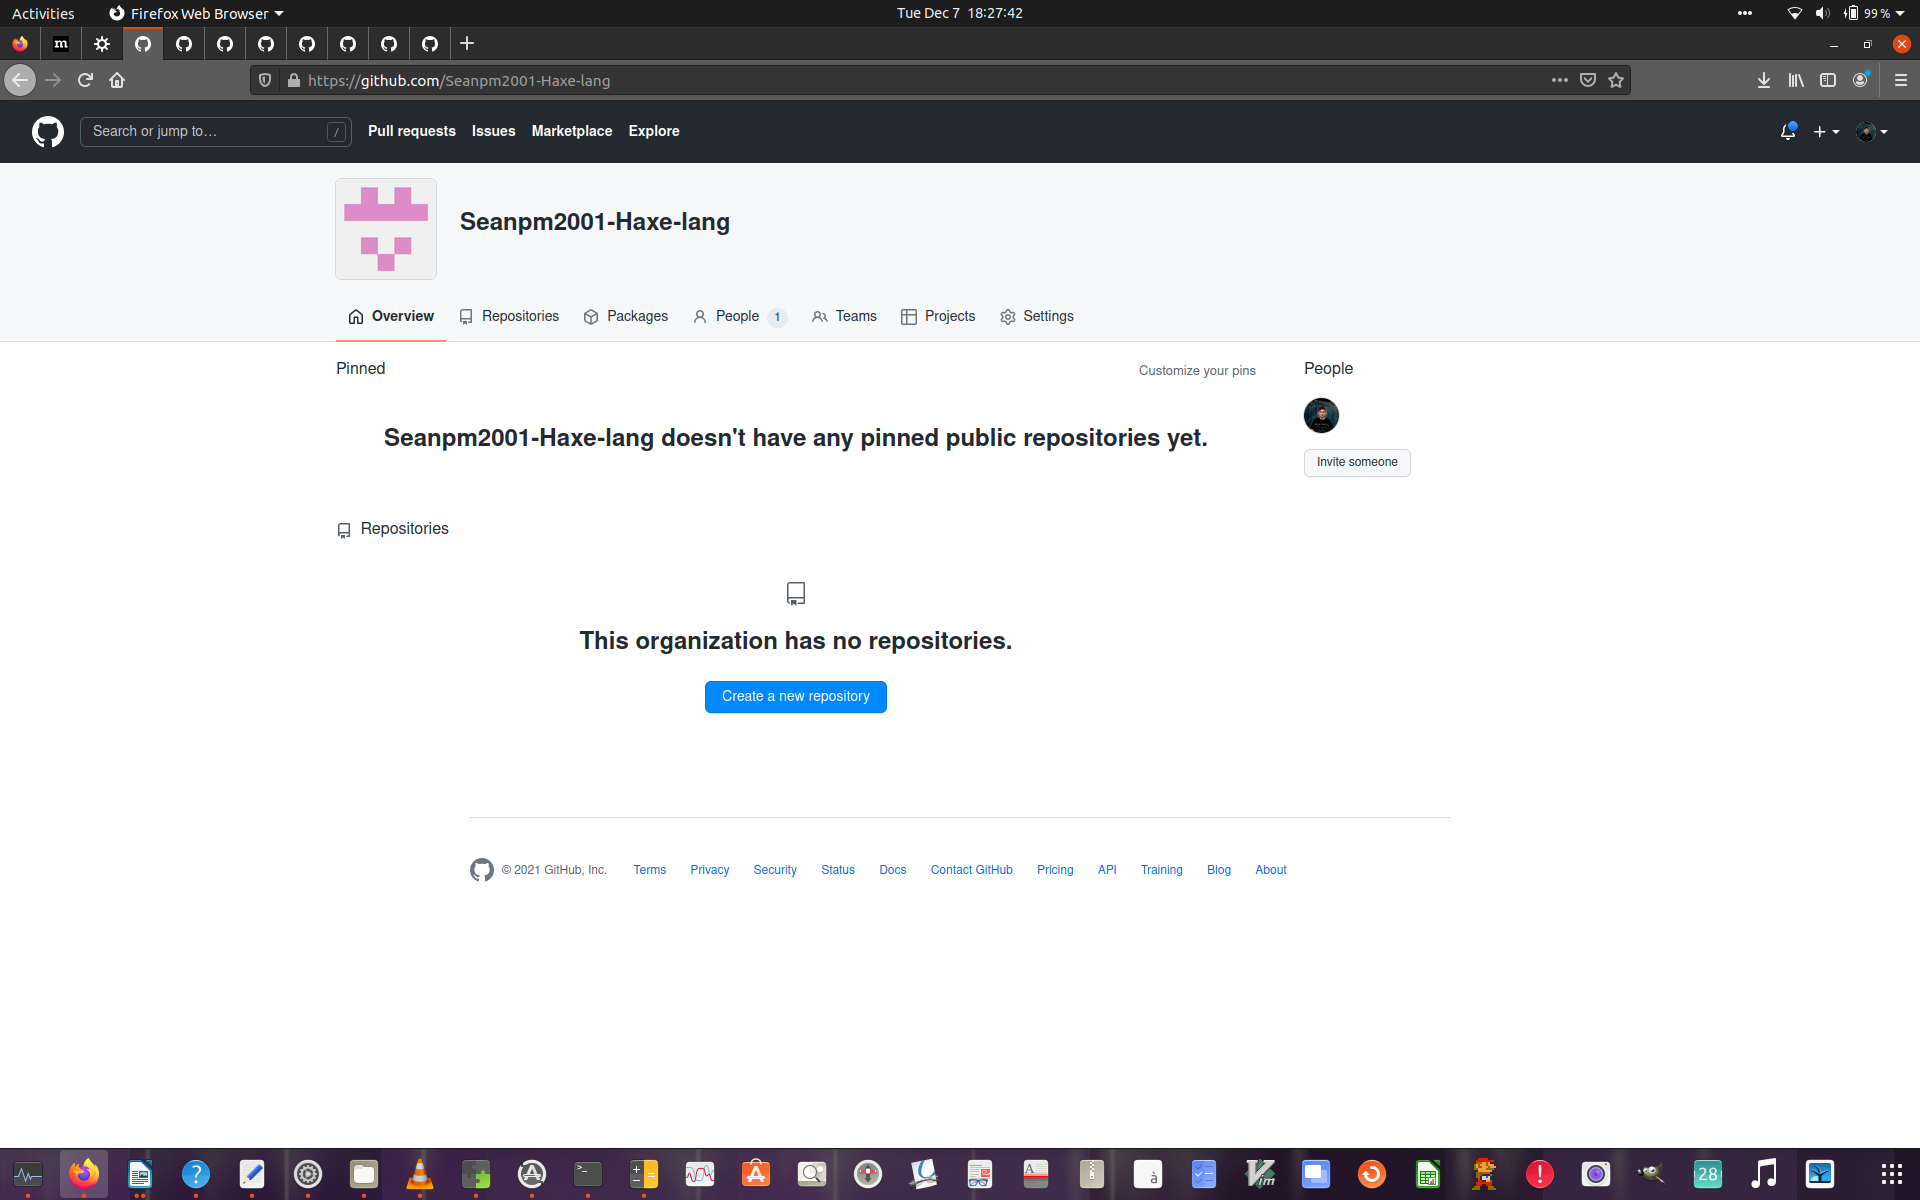 Activities Firefox Web Browser Tue Dec 7 18:27:42 99 %
m
https://github.com/Seanpm2001-Haxe-lang
Search or jump to… / Pull requests Issues Marketplace Explore
Seanpm2001-Haxe-lang
Overview Repositories Packages People 1 Teams Projects Settings
Pinned Customize your pins People
Seanpm2001-Haxe-lang doesn't have any pinned public repositories yet.
Invite someone
Repositories
This organization has no repositories.
Create a new repository
© 2021 GitHub, Inc. Terms Privacy Security Status Docs Contact GitHub Pricing API Training Blog About
? >_ A à Vim ! 28